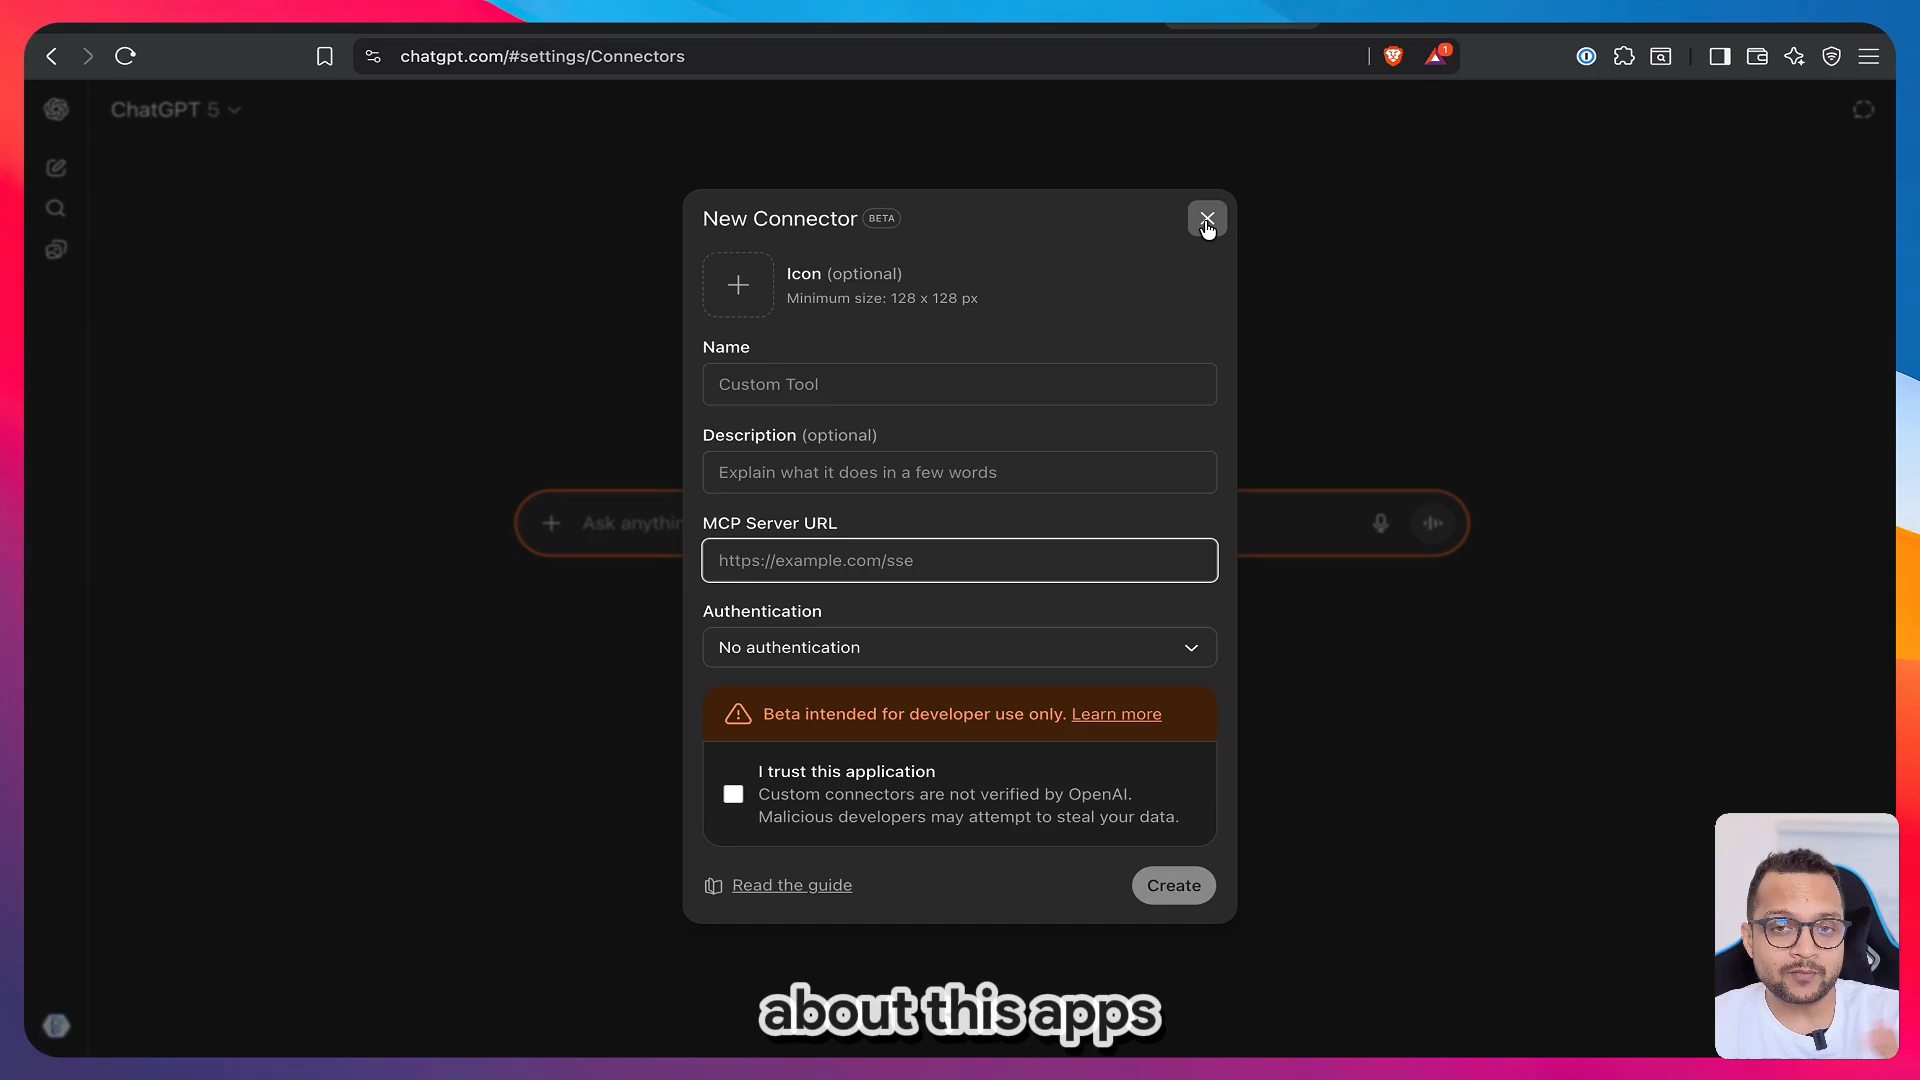 chatgpt.com/#settings/Connectors
1
ChatGPT 5
New Connector BETA
Icon (optional)
Minimum size: 128 x 128 px
Name
Custom Tool
Description (optional)
Explain what it does in a few words
MCP Server URL
Ask anythin
https://example.com/sse
Authentication
No authentication
Beta intended for developer use only. Learn more
I trust this application
Custom connectors are not verified by OpenAI.
Malicious developers may attempt to steal your data.
Read the guide
Create
about this apps